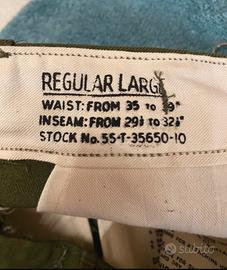 REGULAR LARG
WAIST: FROM 35 TO 9"
INSEAM: FROM 29½ TO 32½"
STOCK No. 55-T-35650-10
subito